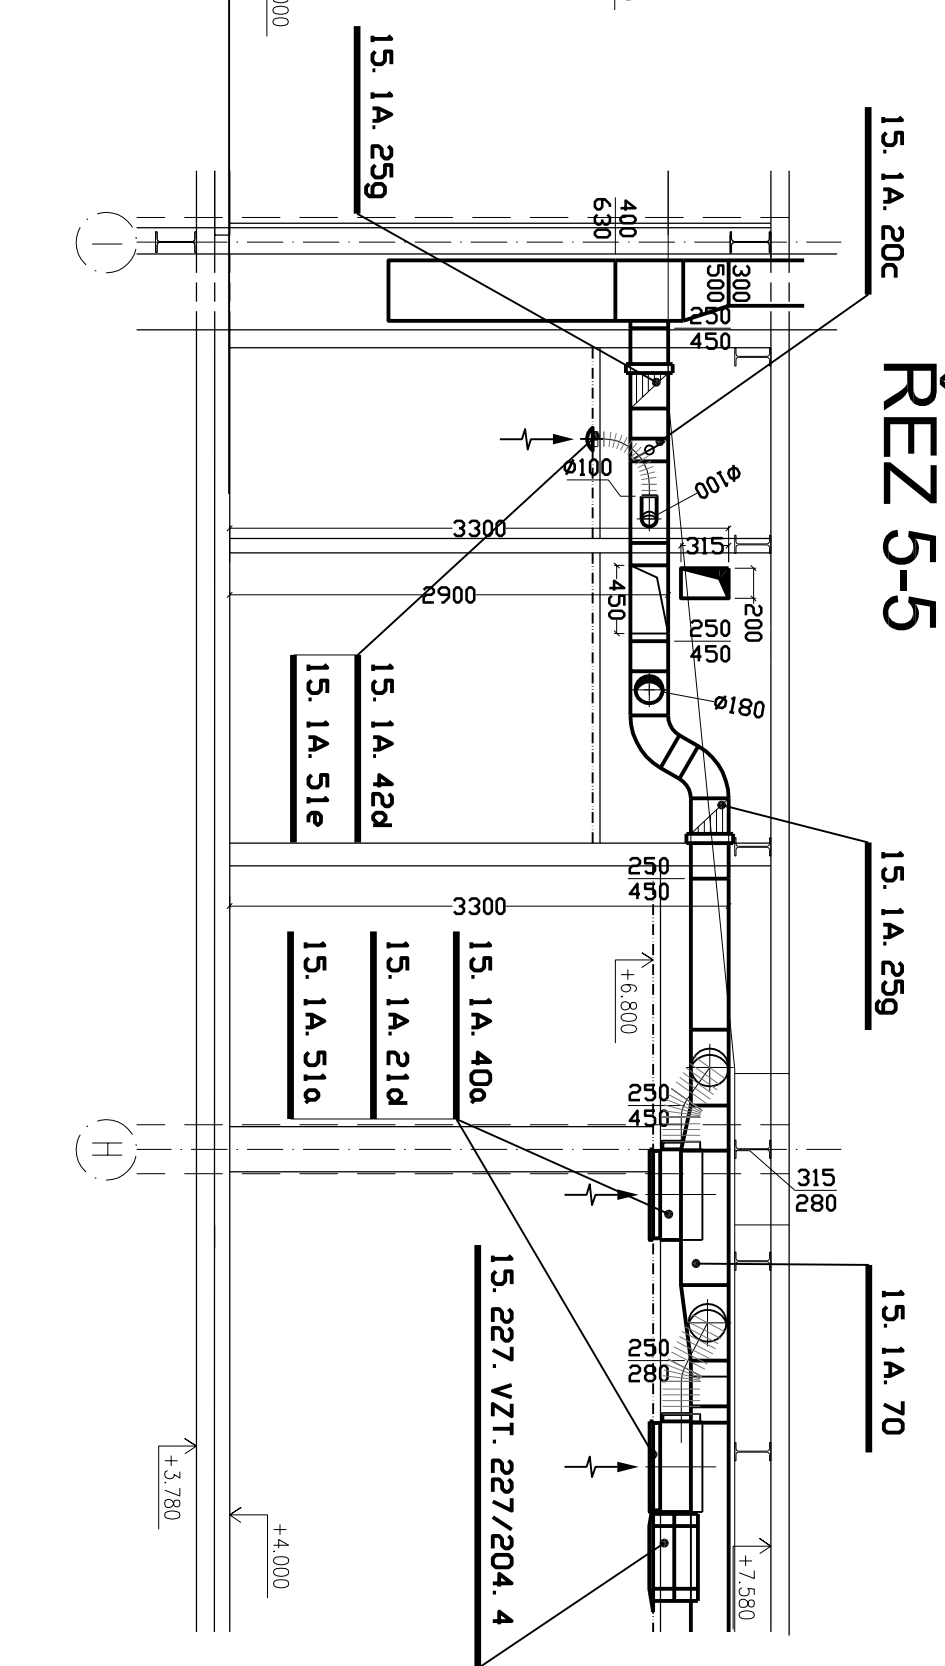 ŘEZ 5-5
15. 1A. 25g
15. 1A. 20c
400
630
300
500
250
450
ø100
ø100
3300
315
200
2900
450
250
450
ø180
15. 1A. 42d
15. 1A. 51e
15. 1A. 25g
250
450
3300
+6.800
15. 1A. 40a
15. 1A. 21d
15. 1A. 51a
250
450
H
315
280
15. 1A. 70
15. 227. VZT. 227/204. 4
250
280
+3.780
+4.000
+7.580
I